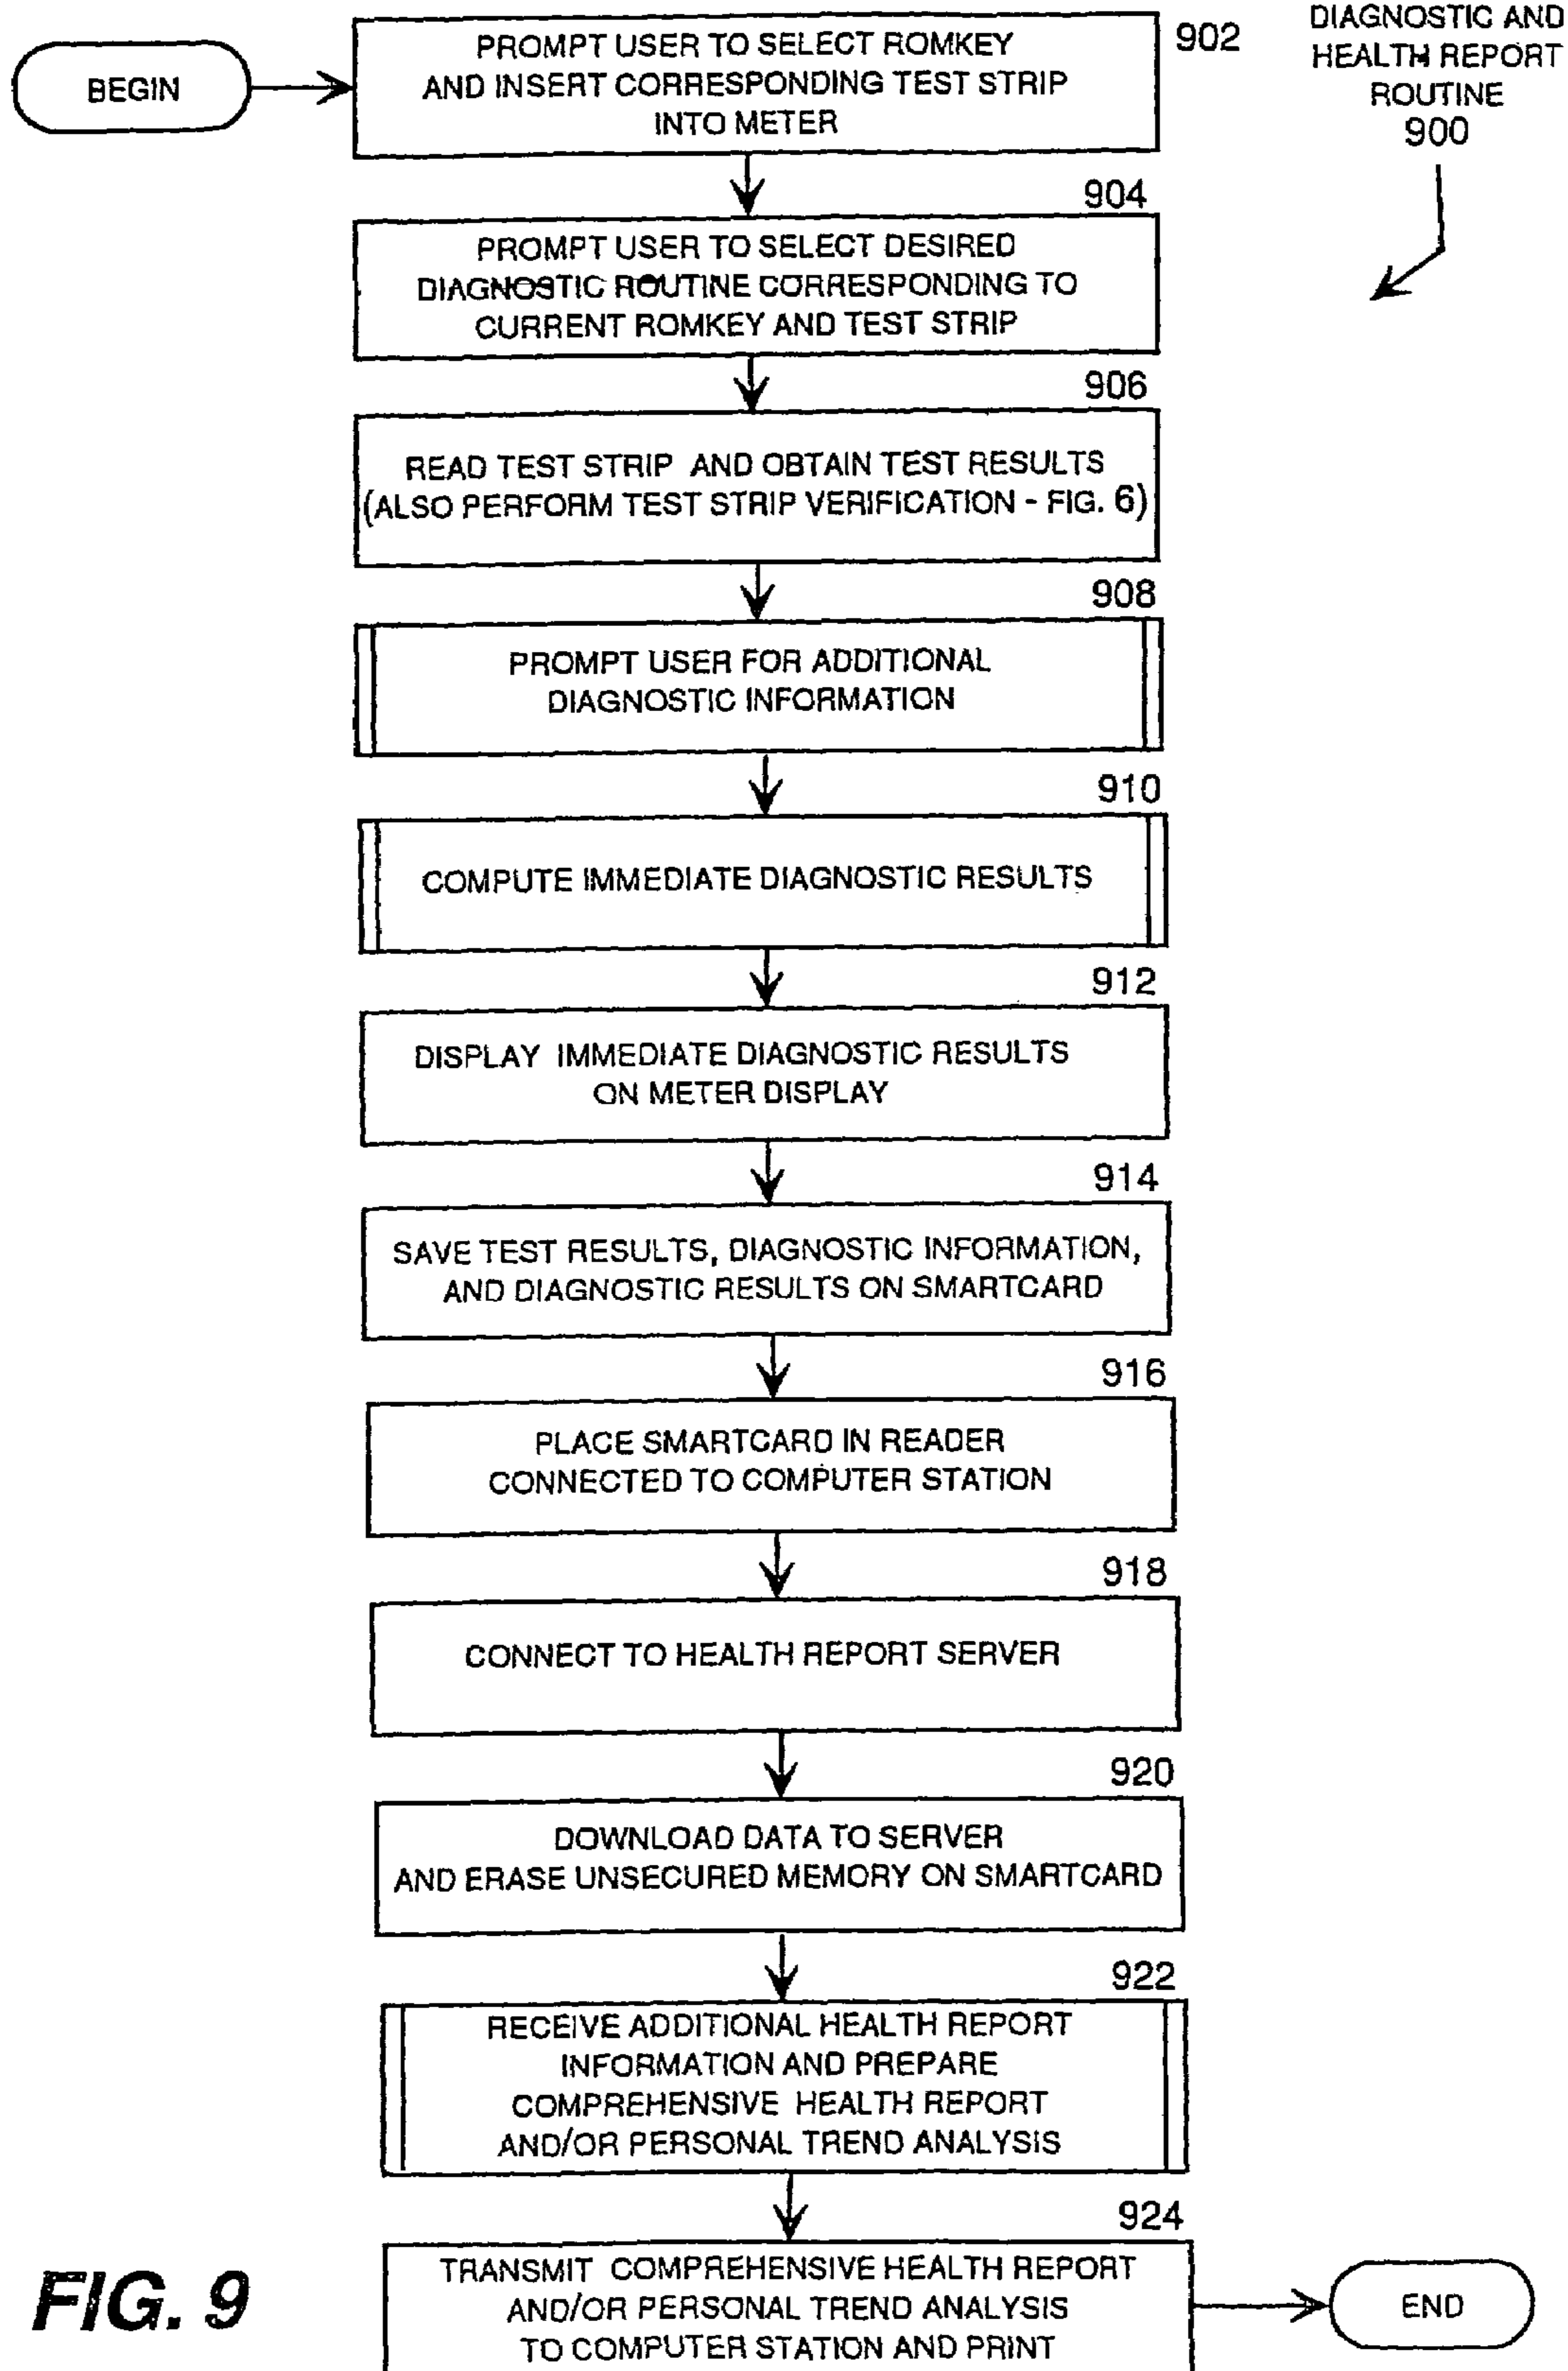 DIAGNOSTIC AND
HEALTH REPORT
ROUTINE
900
BEGIN
902
PROMPT USER TO SELECT ROMKEY
AND INSERT CORRESPONDING TEST STRIP
INTO METER
904
PROMPT USER TO SELECT DESIRED
DIAGNOSTIC ROUTINE CORRESPONDING TO
CURRENT ROMKEY AND TEST STRIP
906
READ TEST STRIP AND OBTAIN TEST RESULTS
(ALSO PERFORM TEST STRIP VERIFICATION - FIG. 6)
908
PROMPT USER FOR ADDITIONAL
DIAGNOSTIC INFORMATION
910
COMPUTE IMMEDIATE DIAGNOSTIC RESULTS
912
DISPLAY IMMEDIATE DIAGNOSTIC RESULTS
ON METER DISPLAY
914
SAVE TEST RESULTS, DIAGNOSTIC INFORMATION,
AND DIAGNOSTIC RESULTS ON SMARTCARD
916
PLACE SMARTCARD IN READER
CONNECTED TO COMPUTER STATION
918
CONNECT TO HEALTH REPORT SERVER
920
DOWNLOAD DATA TO SERVER
AND ERASE UNSECURED MEMORY ON SMARTCARD
922
RECEIVE ADDITIONAL HEALTH REPORT
INFORMATION AND PREPARE
COMPREHENSIVE HEALTH REPORT
AND/OR PERSONAL TREND ANALYSIS
924
TRANSMIT COMPREHENSIVE HEALTH REPORT
AND/OR PERSONAL TREND ANALYSIS
TO COMPUTER STATION AND PRINT
END
FIG. 9